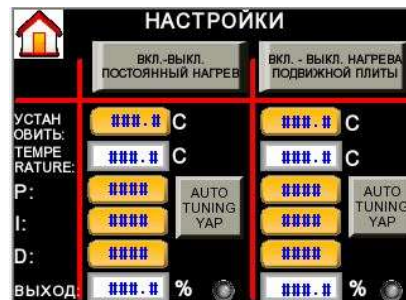 НАСТРОЙКИ
ВКЛ.-ВЫКЛ.
ПОСТОЯННЫЙ НАГРЕВ
ВКЛ. - ВЫКЛ. НАГРЕВА
ПОДВИЖНОЙ ПЛИТЫ
УСТАН
ОВИТЬ:
###.# C
###.# C
TEMPE
RATURE:
###.# C
###.# C
P:
####
####
AUTO
TUNING
YAP
AUTO
TUNING
YAP
I:
####
####
D:
####
####
ВЫХОД:
###.# %
###.# %